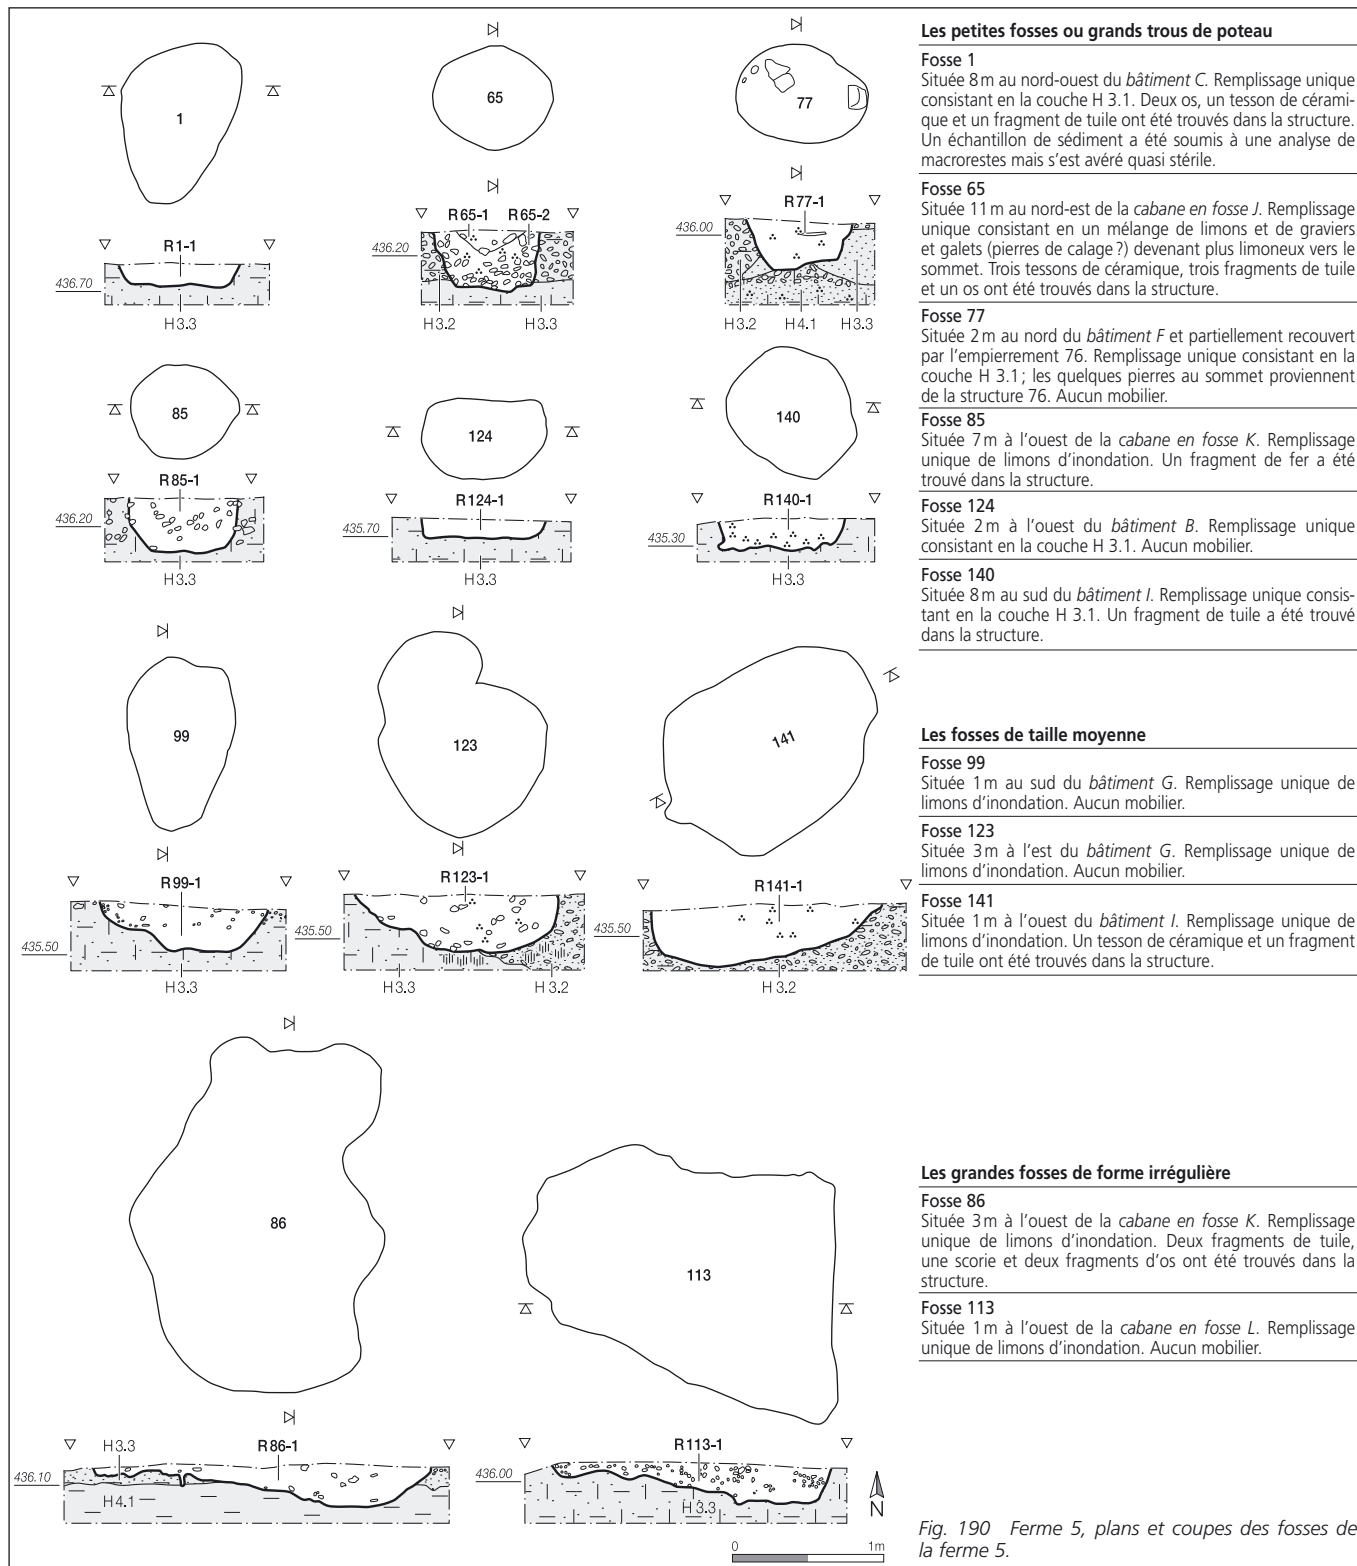 1
65
77
R1-1
436.70
H3.3
R65-1
R65-2
436.20
H3.2
H3.3
R77-1
436.00
H3.2
H4.1
H3.3
85
124
140
R85-1
436.20
H3.3
R124-1
435.70
H3.3
R140-1
435.30
H3.3
99
123
141
R99-1
435.50
H3.3
R123-1
435.50
H3.3
H3.2
R141-1
435.50
H3.2
86
113
H3.3
R86-1
436.10
H4.1
R113-1
436.00
H3.3
N
0
1m
Les petites fosses ou grands trous de poteau
Fosse 1
Située 8m au nord-ouest du bâtiment C. Remplissage unique
consistant en la couche H 3.1. Deux os, un tesson de cérami-
que et un fragment de tuile ont été trouvés dans la structure.
Un échantillon de sédiment a été soumis à une analyse de
macrorestes mais s'est avéré quasi stérile.
Fosse 65
Située 11m au nord-est de la cabane en fosse J. Remplissage
unique consistant en un mélange de limons et de graviers
et galets (pierres de calage ?) devenant plus limoneux vers le
sommet. Trois tessons de céramique, trois fragments de tuile
et un os ont été trouvés dans la structure.
Fosse 77
Située 2m au nord du bâtiment F et partiellement recouvert
par l'empierrement 76. Remplissage unique consistant en la
couche H 3.1; les quelques pierres au sommet proviennent
de la structure 76. Aucun mobilier.
Fosse 85
Située 7m à l'ouest de la cabane en fosse K. Remplissage
unique de limons d'inondation. Un fragment de fer a été
trouvé dans la structure.
Fosse 124
Située 2m à l'ouest du bâtiment B. Remplissage unique
consistant en la couche H 3.1. Aucun mobilier.
Fosse 140
Située 8m au sud du bâtiment I. Remplissage unique consis-
tant en la couche H 3.1. Un fragment de tuile a été trouvé
dans la structure.
Les fosses de taille moyenne
Fosse 99
Située 1m au sud du bâtiment G. Remplissage unique de
limons d'inondation. Aucun mobilier.
Fosse 123
Située 3m à l'est du bâtiment G. Remplissage unique de
limons d'inondation. Aucun mobilier.
Fosse 141
Située 1m à l'ouest du bâtiment I. Remplissage unique de
limons d'inondation. Un tesson de céramique et un fragment
de tuile ont été trouvés dans la structure.
Les grandes fosses de forme irrégulière
Fosse 86
Située 3m à l'ouest de la cabane en fosse K. Remplissage
unique de limons d'inondation. Deux fragments de tuile,
une scorie et deux fragments d'os ont été trouvés dans la
structure.
Fosse 113
Située 1m à l'ouest de la cabane en fosse L. Remplissage
unique de limons d'inondation. Aucun mobilier.
Fig. 190 Ferme 5, plans et coupes des fosses de
la ferme 5.